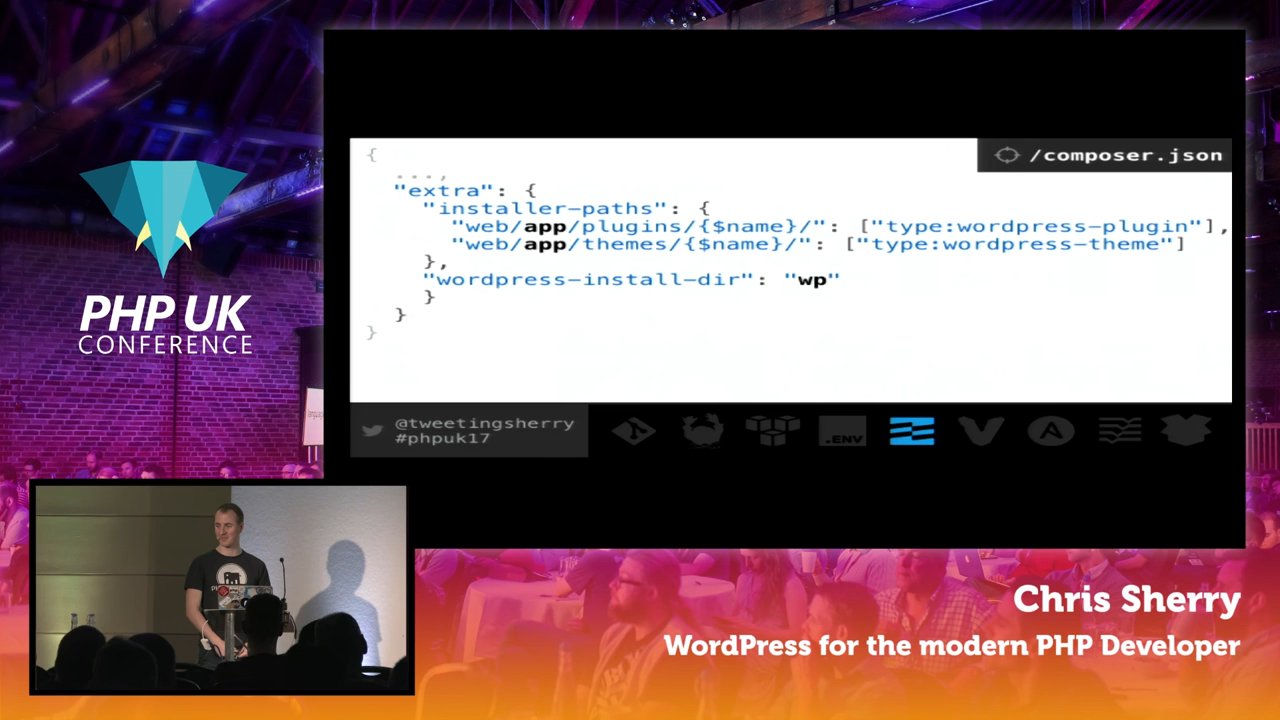 PHP UK
CONFERENCE
/composer.json
{
...,
"extra": {
"installer-paths": {
"web/app/plugins/{$name}/": ["type:wordpress-plugin"],
"web/app/themes/{$name}/": ["type:wordpress-theme"]
},
"wordpress-install-dir": "wp"
}
}
}
@tweetingsherry
#phpuk17
.ENV
Chris Sherry
WordPress for the modern PHP Developer